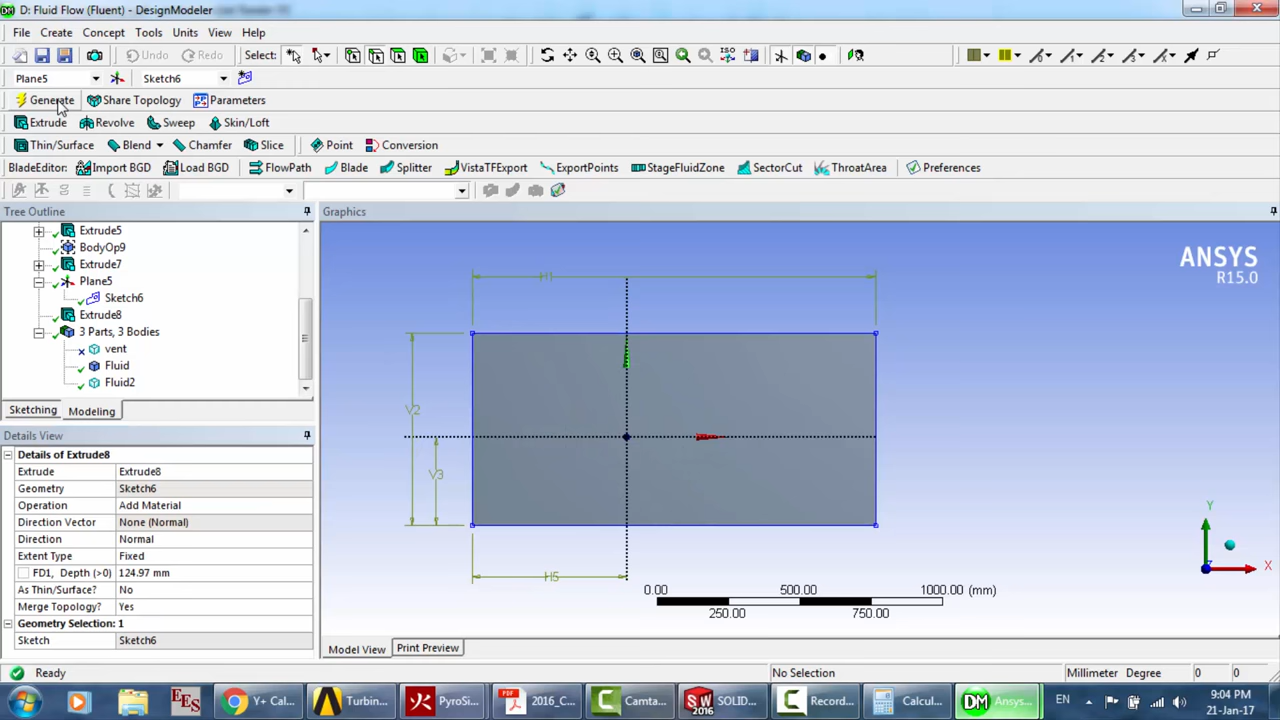 D: Fluid Flow (Fluent) - DesignModeler
File Create Concept Tools Units View Help
Undo Redo Select:
Plane5 Sketch6
Generate Share Topology Parameters
Extrude Revolve Sweep Skin/Loft
Thin/Surface Blend Chamfer Slice Point Conversion
BladeEditor: Import BGD Load BGD FlowPath Blade Splitter VistaTFExport ExportPoints StageFluidZone SectorCut ThroatArea Preferences
Tree Outline
Extrude5
BodyOp9
Extrude7
Plane5
Sketch6
Extrude8
3 Parts, 3 Bodies
vent
Fluid
Fluid2
Sketching Modeling
Details View
Details of Extrude8
Extrude Extrude8
Geometry Sketch6
Operation Add Material
Direction Vector None (Normal)
Direction Normal
Extent Type Fixed
FD1, Depth (>0) 124.97 mm
As Thin/Surface? No
Merge Topology? Yes
Geometry Selection: 1
Sketch Sketch6
Graphics
ANSYS
R15.0
H1
V2
V3
H5
0.00 500.00 1000.00 (mm)
250.00 750.00
Y
X
Z
Model View Print Preview
Ready No Selection Millimeter Degree 0 0
EES Y+ Cal... Turbin... PyroSi... 2016_C... Camta... SOLID... Record... Calcul... Ansys... EN
9:04 PM
21-Jan-17